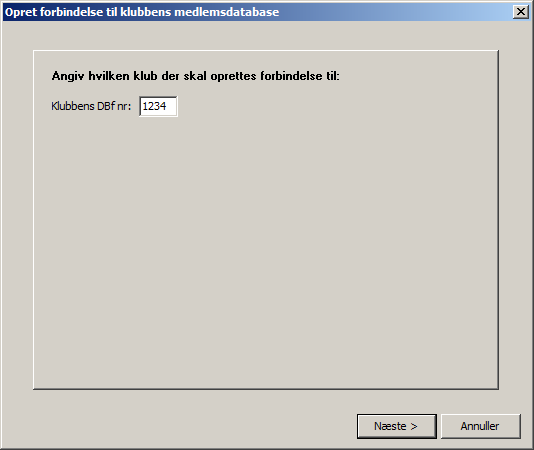 Opret forbindelse til klubbens medlemsdatabase
Angiv hvilken klub der skal oprettes forbindelse til:
Klubbens DBf nr: 1234
Næste >
Annuller